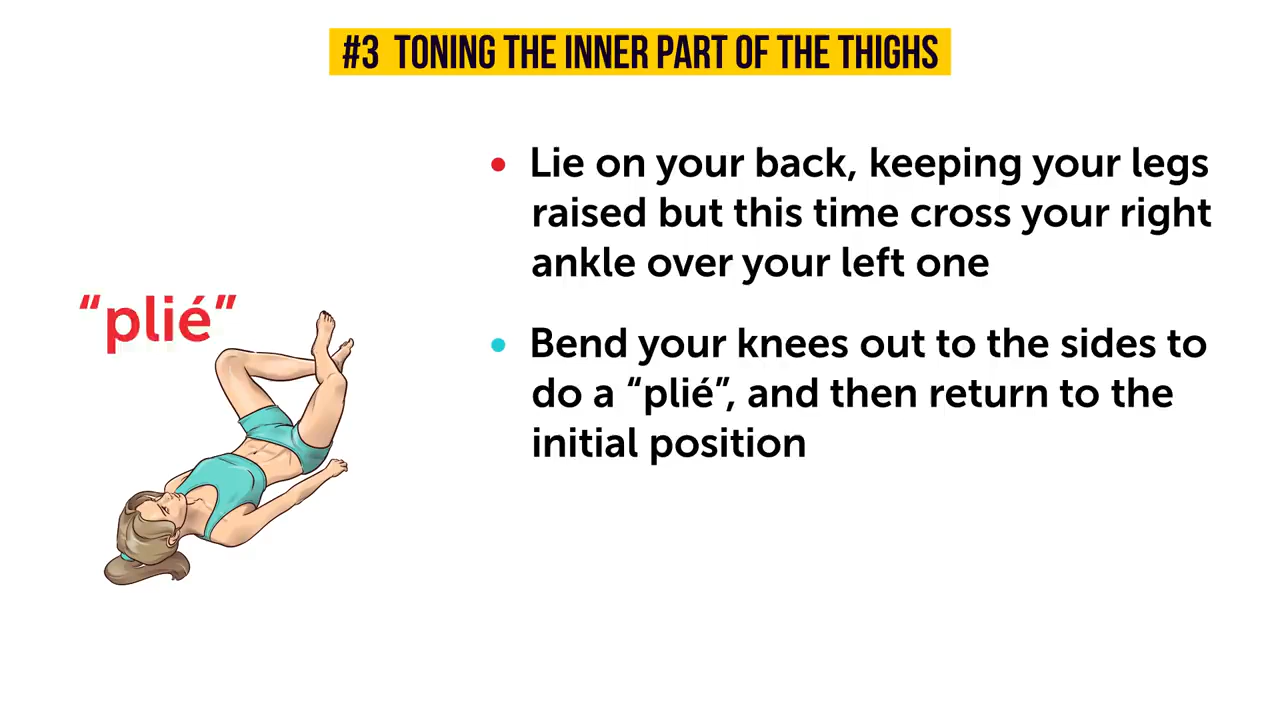 #3 TONING THE INNER PART OF THE THIGHS
• Lie on your back, keeping your legs
raised but this time cross your right
ankle over your left one
“plié”
• Bend your knees out to the sides to
do a “plié”, and then return to the
initial position